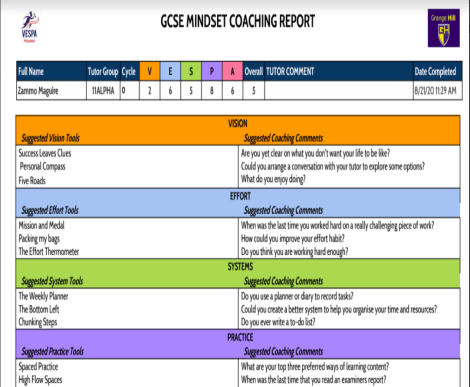 GCSE MINDSET COACHING REPORT
VESPA
Mindset
Grange Hill
GH
Full Name Tutor Group Cycle V E S P A Overall TUTOR COMMENT Date Completed
Zammo Maguire 11ALPHA 0 2 6 5 8 6 5 8/21/20 11:29 AM
VISION
Suggested Vision Tools Suggested Coaching Comments
Success Leaves Clues Are you yet clear on what you don't want your life to be like?
Personal Compass Could you arrange a conversation with your tutor to explore some options?
Five Roads What do you enjoy doing?
EFFORT
Suggested Effort Tools Suggested Coaching Comments
Mission and Medal When was the last time you worked hard on a really challenging piece of work?
Packing my bags How could you improve your effort habit?
The Effort Thermometer Do you think you are working hard enough?
SYSTEMS
Suggested System Tools Suggested Coaching Comments
The Weekly Planner Do you use a planner or diary to record tasks?
The Bottom Left Could you create a better system to help you organise your time and resources?
Chunking Steps Do you ever write a to-do list?
PRACTICE
Suggested Practice Tools Suggested Coaching Comments
Spaced Practice What are your top three preferred ways of learning content?
High Flow Spaces When was the last time that you read an examiners report?